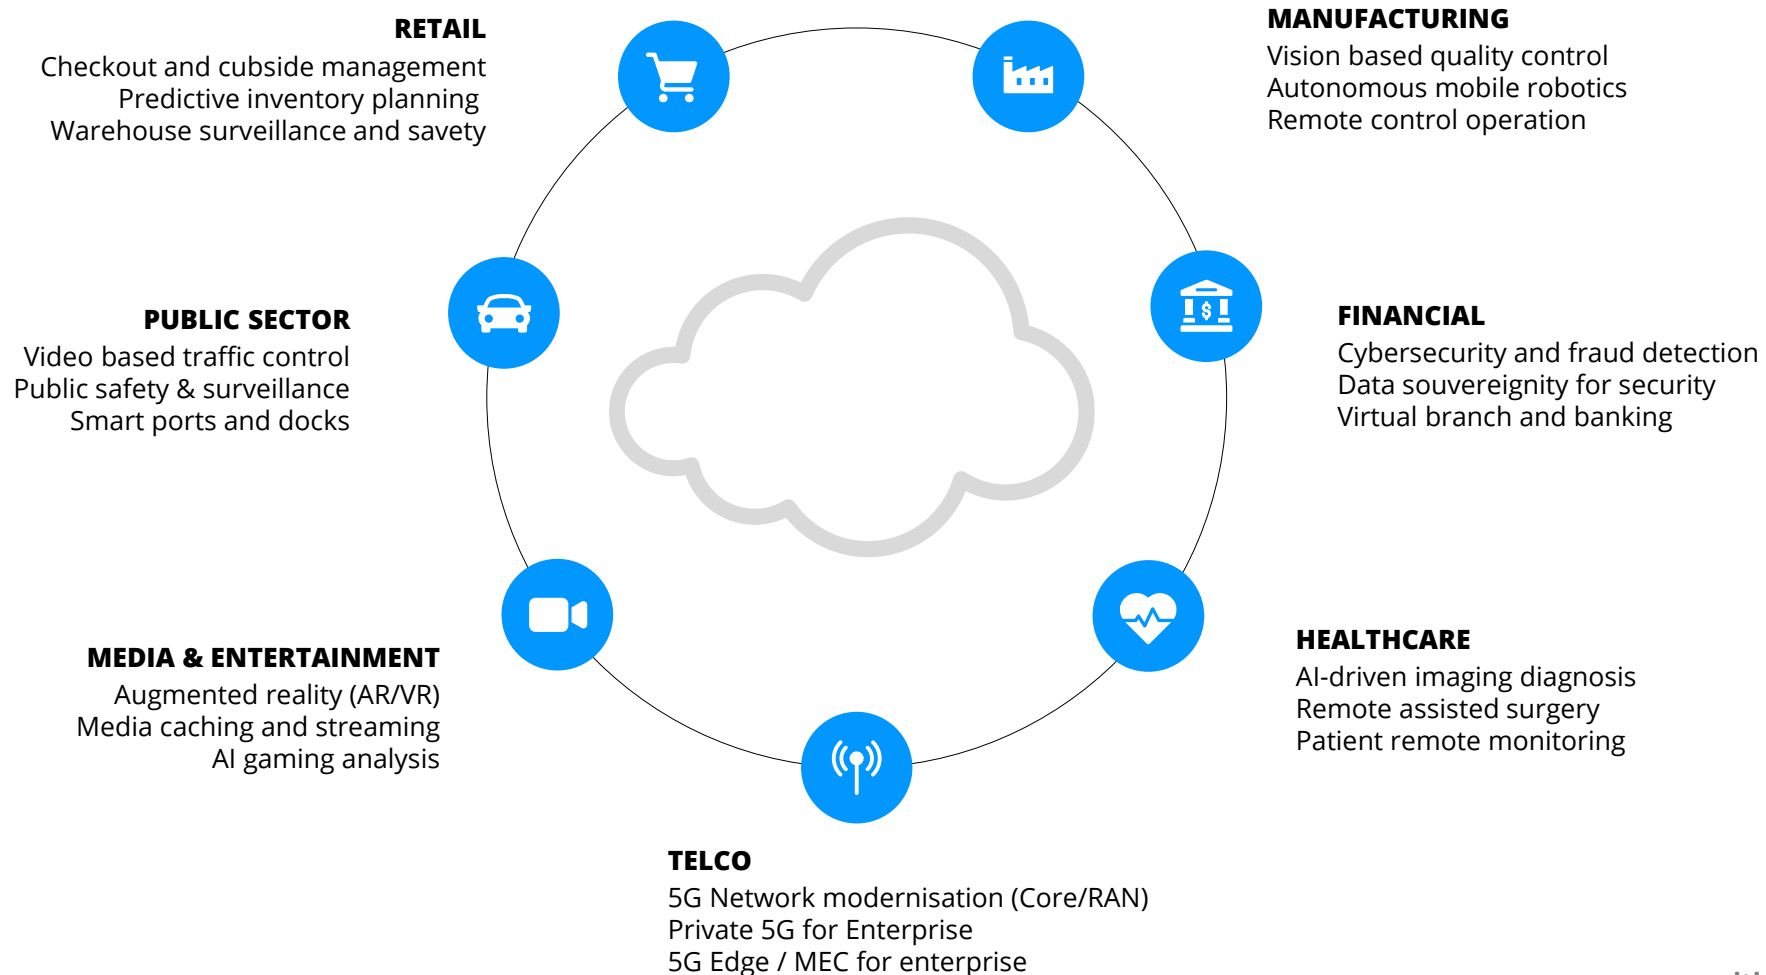 RETAIL
Checkout and cubside management
Predictive inventory planning
Warehouse surveillance and savety
MANUFACTURING
Vision based quality control
Autonomous mobile robotics
Remote control operation
PUBLIC SECTOR
Video based traffic control
Public safety & surveillance
Smart ports and docks
FINANCIAL
Cybersecurity and fraud detection
Data souvereignity for security
Virtual branch and banking
MEDIA & ENTERTAINMENT
Augmented reality (AR/VR)
Media caching and streaming
AI gaming analysis
HEALTHCARE
AI-driven imaging diagnosis
Remote assisted surgery
Patient remote monitoring
TELCO
5G Network modernisation (Core/RAN)
Private 5G for Enterprise
5G Edge / MEC for enterprise